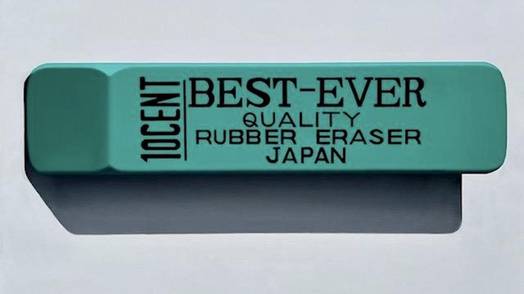 10CENT
BEST-EVER
QUALITY
RUBBER ERASER
JAPAN